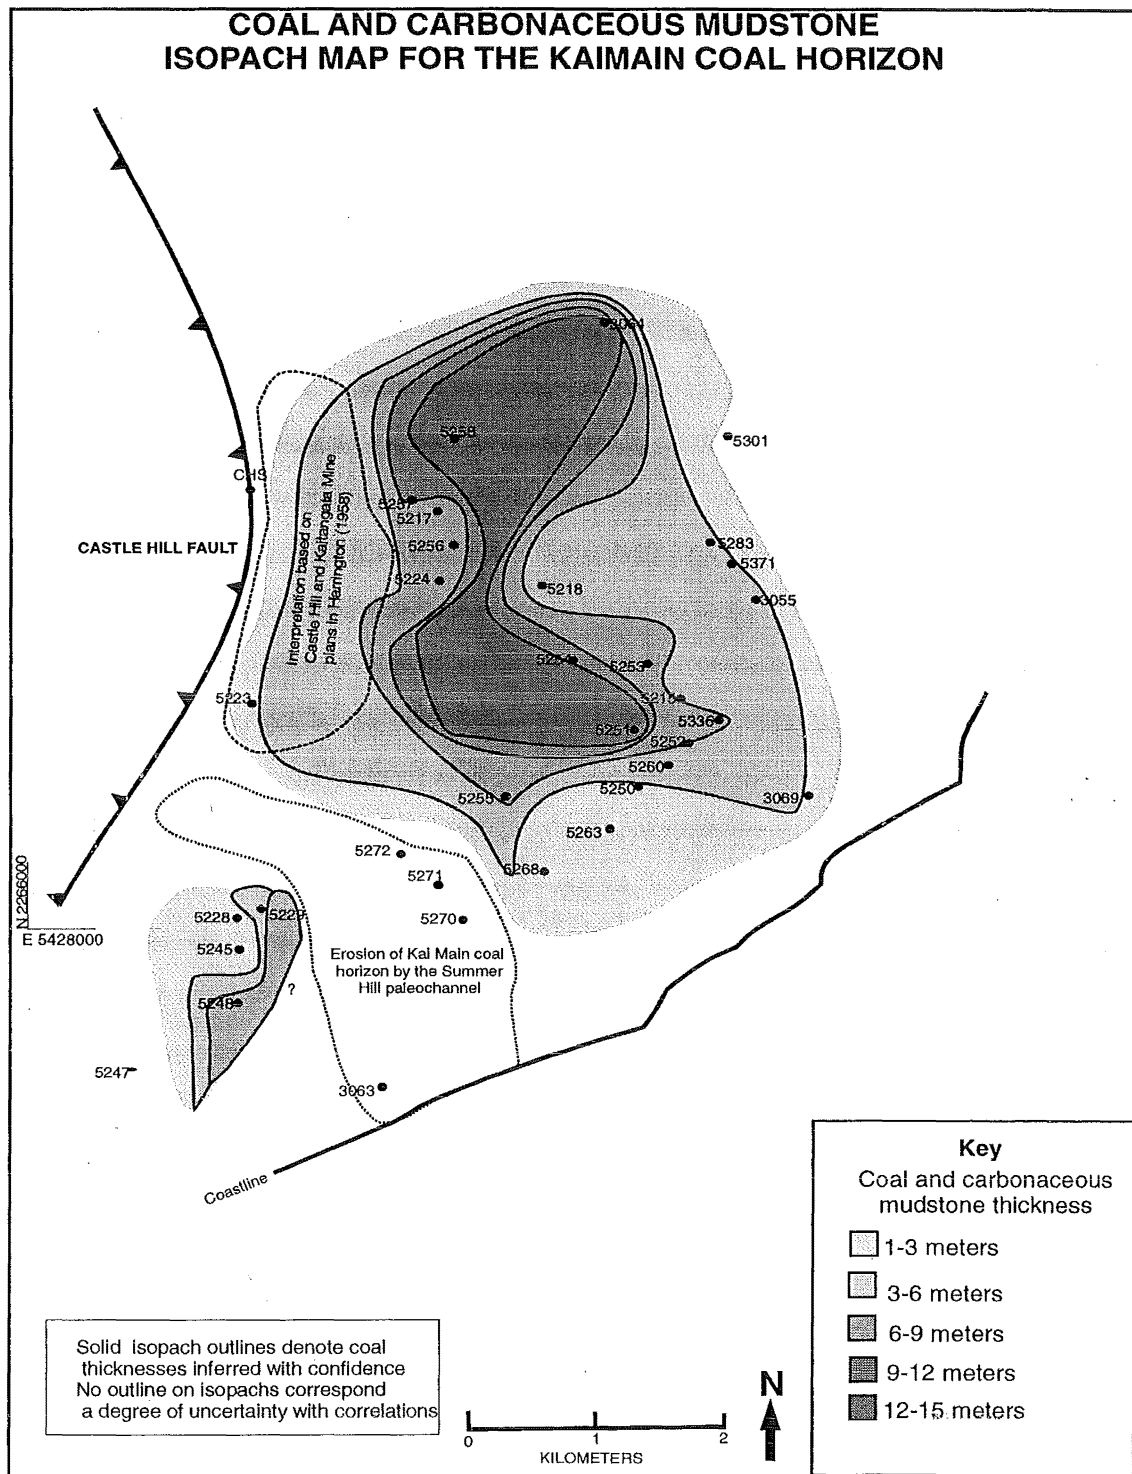 COAL AND CARBONACEOUS MUDSTONE
ISOPACH MAP FOR THE KAIMAIN COAL HORIZON
3064
5258
5301
CHS
5257
5217
CASTLE HILL FAULT
Interpretation based on
Castle Hill and Kaitangata Mine
plans in Harrington (1958)
5256
5283
5371
5224
5218
3055
5254
5253
5223
5216
5336
5251
5252
5260
5255
5250
3069
5263
5272
5268
5271
N 2266000
E 5428000
5228
5229
5270
5245
Erosion of Kai Main coal
horizon by the Summer
Hill paleochannel
?
5248
5247
3063
Coastline
Key
Coal and carbonaceous
mudstone thickness
1-3 meters
3-6 meters
6-9 meters
9-12 meters
12-15 meters
Solid isopach outlines denote coal
thicknesses inferred with confidence
No outline on isopachs correspond
a degree of uncertainty with correlations
0 1 2
KILOMETERS
N